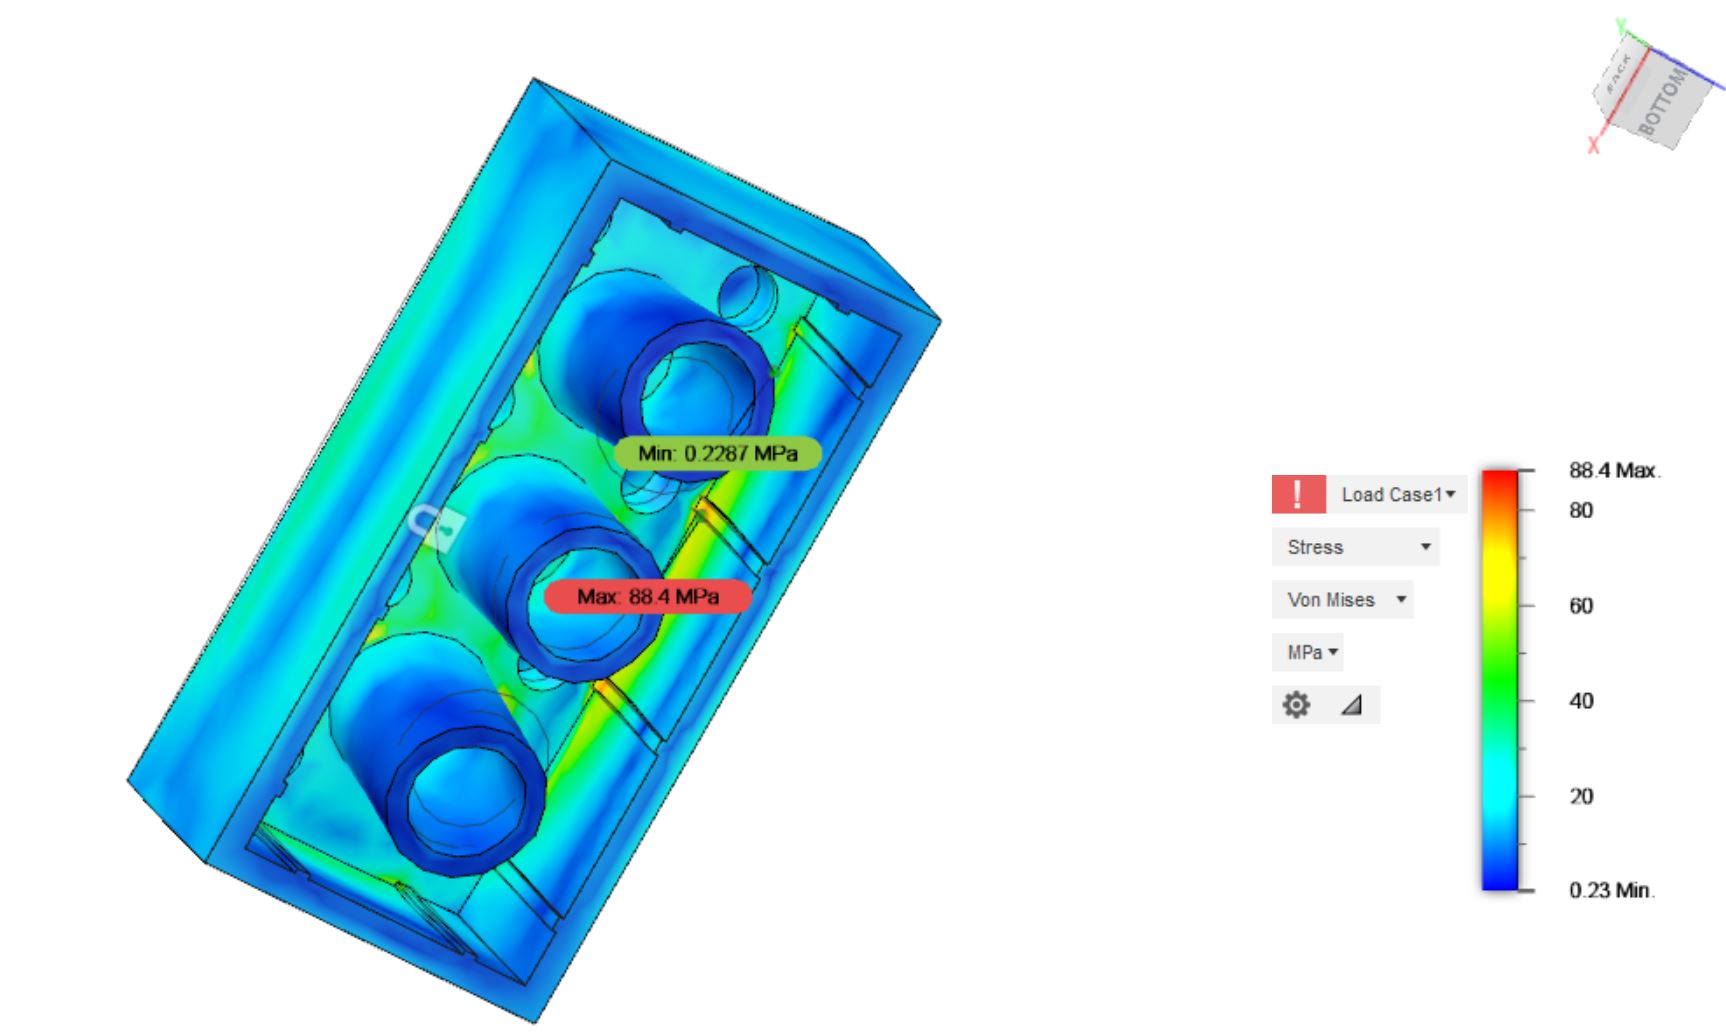 Y
BACK
BOTTOM
X
Min: 0.2287 MPa
Max: 88.4 MPa
! Load Case1
Stress
Von Mises
MPa
88.4 Max.
80
60
40
20
0.23 Min.